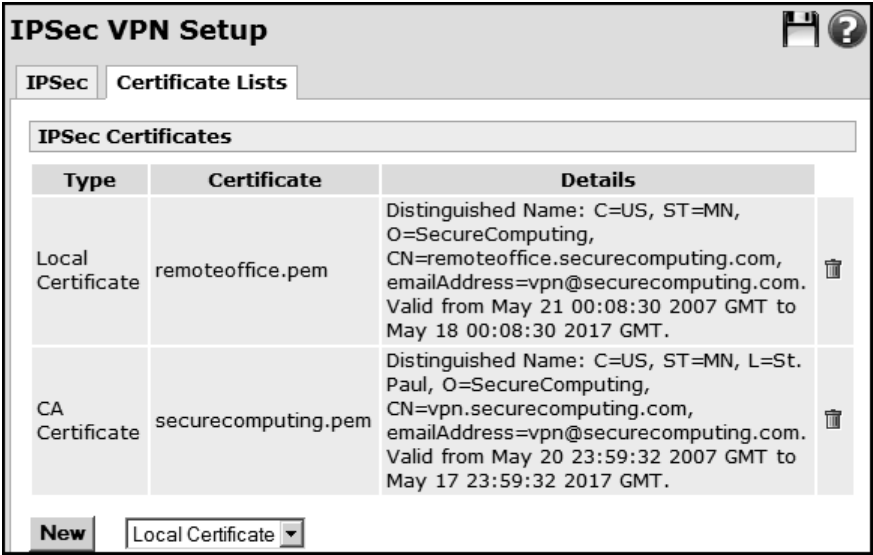 IPSec VPN Setup
?
IPSec Certificate Lists
IPSec Certificates
Type Certificate Details
Local Certificate
remoteoffice.pem
Distinguished Name: C=US, ST=MN,
O=SecureComputing,
CN=remoteoffice.securecomputing.com,
emailAddress=vpn@securecomputing.com.
Valid from May 21 00:08:30 2007 GMT to
May 18 00:08:30 2017 GMT.
CA Certificate
securecomputing.pem
Distinguished Name: C=US, ST=MN, L=St.
Paul, O=SecureComputing,
CN=vpn.securecomputing.com,
emailAddress=vpn@securecomputing.com.
Valid from May 20 23:59:32 2007 GMT to
May 17 23:59:32 2017 GMT.
New Local Certificate